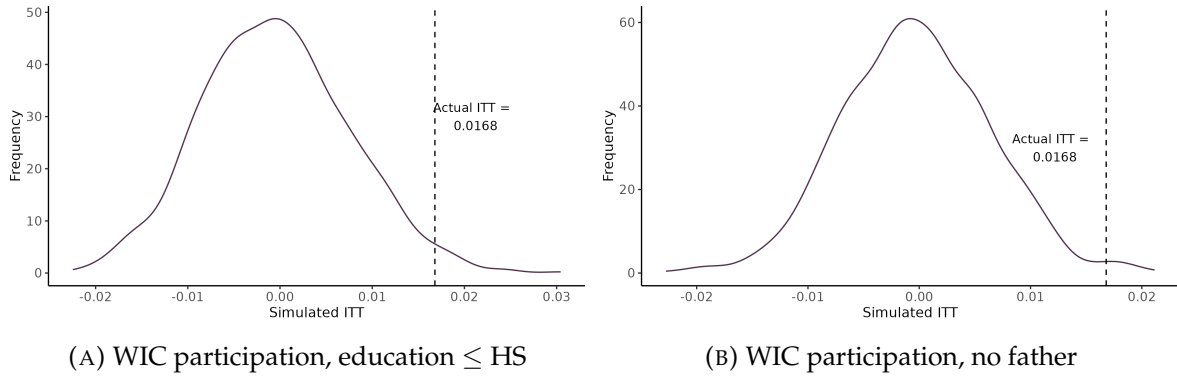 50
40
30
20
10
0
Frequency
Actual ITT =
0.0168
-0.02 -0.01 0.00 0.01 0.02 0.03
Simulated ITT
(A) WIC participation, education ≤ HS
60
40
20
0
Frequency
Actual ITT =
0.0168
-0.02 -0.01 0.00 0.01 0.02
Simulated ITT
(B) WIC participation, no father